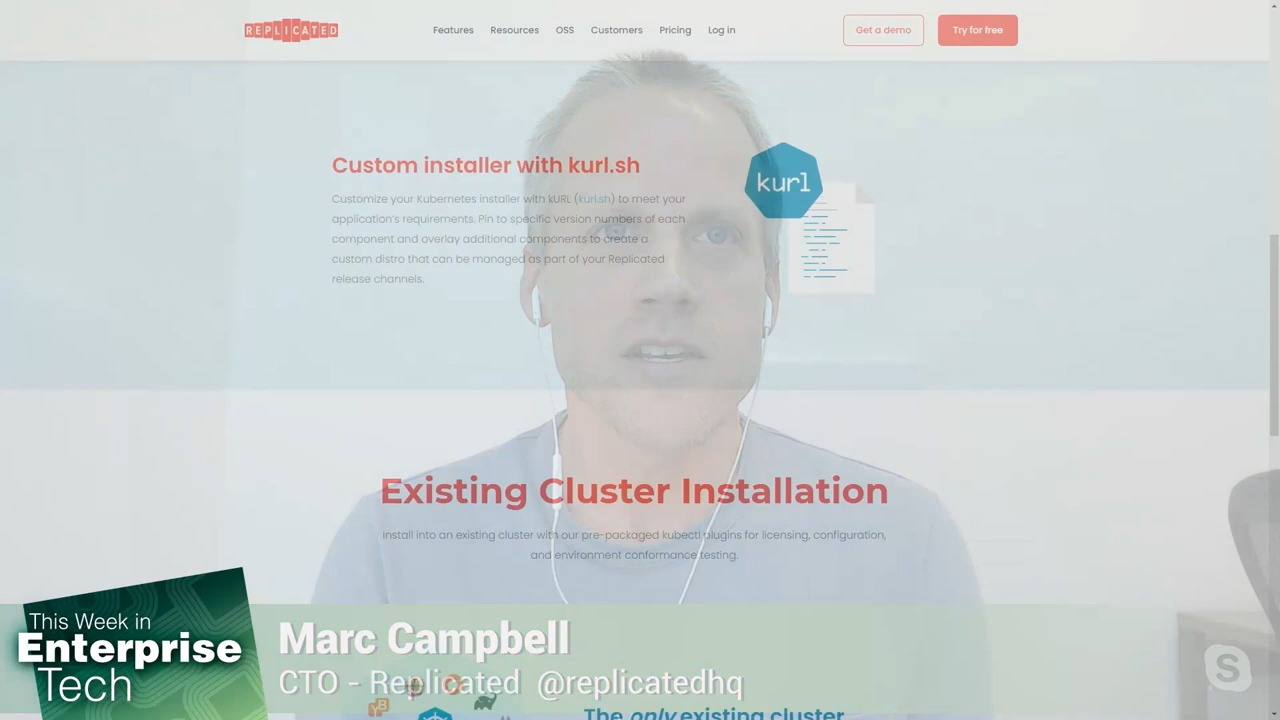 REPLICATED
Features Resources OSS Customers Pricing Log in
Get a demo
Try for free
Custom installer with kurl.sh
Customize your Kubernetes installer with kURL (kurl.sh) to meet your
application's requirements. Pin to specific version numbers of each
component and overlay additional components to create a
custom distro that can be managed as part of your Replicated
release channels.
kurl
Existing Cluster Installation
Install into an existing cluster with our pre-packaged kubectl plugins for licensing, configuration,
and environment conformance testing.
This Week in
Enterprise
Tech
Marc Campbell
CTO - Replicated @replicatedhq
YB
The only existing cluster
S